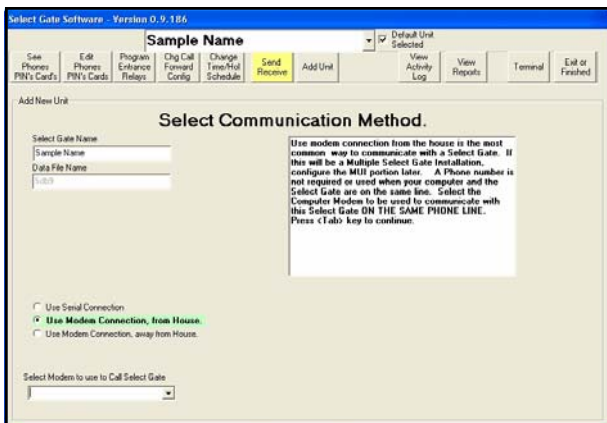 Select Gate Software - Version 0.9.186
Sample Name
Default Unit
Selected
See
Phones
PIN's Card's
Edit
Phones
PIN's Cards
Program
Entrance
Relays
Chg Call
Forward
Config
Change
Time/Hol
Schedule
Send
Receive
Add Unit
View
Activity
Log
View
Reports
Terminal
Exit or
Finished
Add New Unit
Select Communication Method.
Select Gate Name
Sample Name
Data File Name
Use modem connection from the house is the most
common way to communicate with a Select Gate. If
this will be a Multiple Select Gate Installation,
configure the MUI portion later. A Phone number is
not required or used when your computer and the
Select Gate are on the same line. Select the
Computer Modem to be used to communicate with
this Select Gate ON THE SAME PHONE LINE.
Press <Tab> key to continue.
Use Serial Connection
Use Modem Connection, from House.
Use Modem Connection, away from House.
Select Modem to use to Call Select Gate